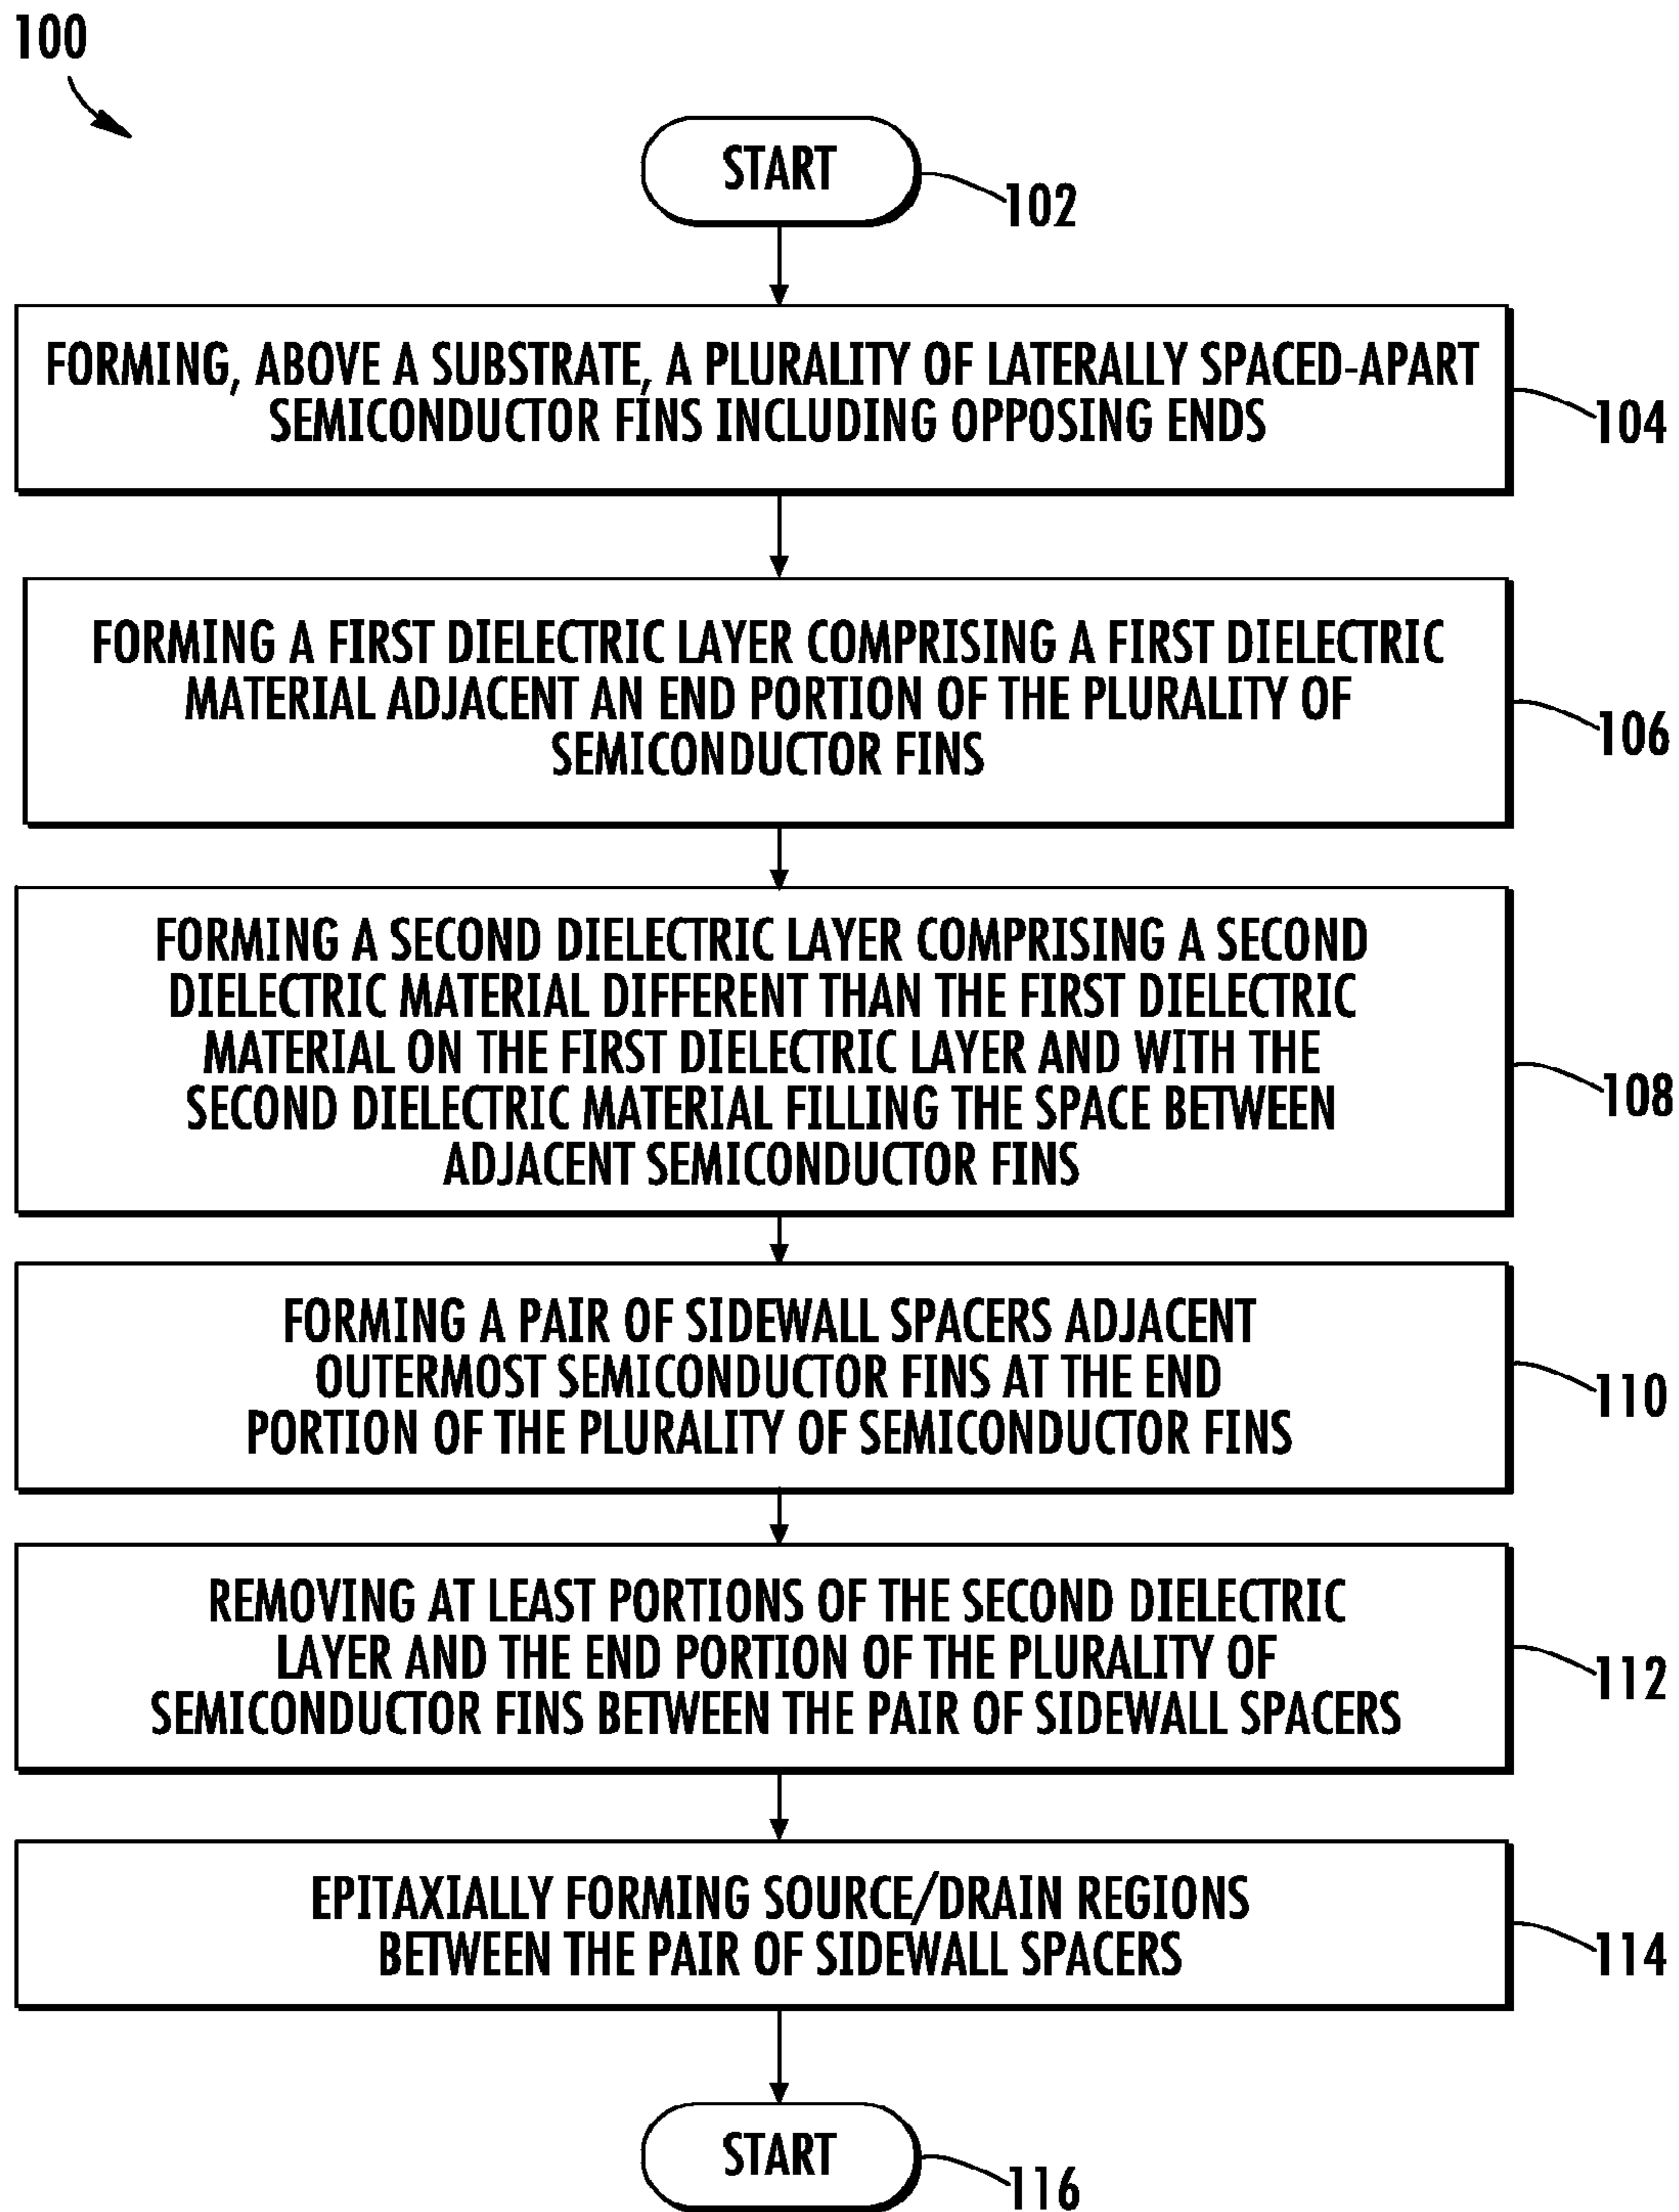 100
START
102
FORMING, ABOVE A SUBSTRATE, A PLURALITY OF LATERALLY SPACED-APART
SEMICONDUCTOR FINS INCLUDING OPPOSING ENDS
104
FORMING A FIRST DIELECTRIC LAYER COMPRISING A FIRST DIELECTRIC
MATERIAL ADJACENT AN END PORTION OF THE PLURALITY OF
SEMICONDUCTOR FINS
106
FORMING A SECOND DIELECTRIC LAYER COMPRISING A SECOND
DIELECTRIC MATERIAL DIFFERENT THAN THE FIRST DIELECTRIC
MATERIAL ON THE FIRST DIELECTRIC LAYER AND WITH THE
SECOND DIELECTRIC MATERIAL FILLING THE SPACE BETWEEN
ADJACENT SEMICONDUCTOR FINS
108
FORMING A PAIR OF SIDEWALL SPACERS ADJACENT
OUTERMOST SEMICONDUCTOR FINS AT THE END
PORTION OF THE PLURALITY OF SEMICONDUCTOR FINS
110
REMOVING AT LEAST PORTIONS OF THE SECOND DIELECTRIC
LAYER AND THE END PORTION OF THE PLURALITY OF
SEMICONDUCTOR FINS BETWEEN THE PAIR OF SIDEWALL SPACERS
112
EPITAXIALLY FORMING SOURCE/DRAIN REGIONS
BETWEEN THE PAIR OF SIDEWALL SPACERS
114
START
116